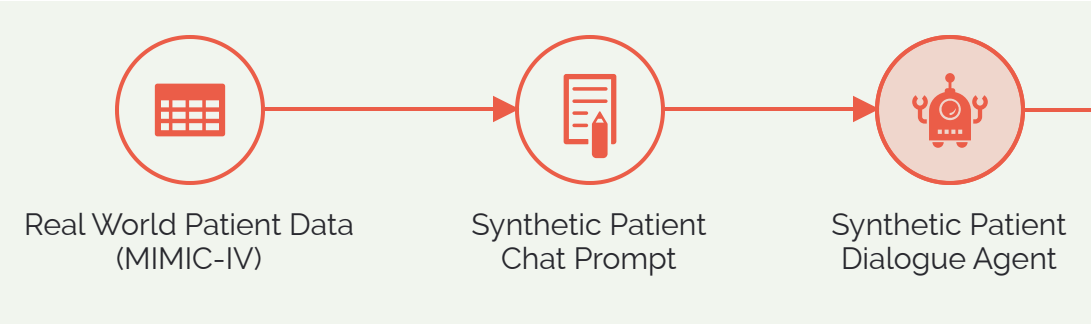 Real World Patient Data
(MIMIC-IV)
Synthetic Patient
Chat Prompt
Synthetic Patient
Dialogue Agent